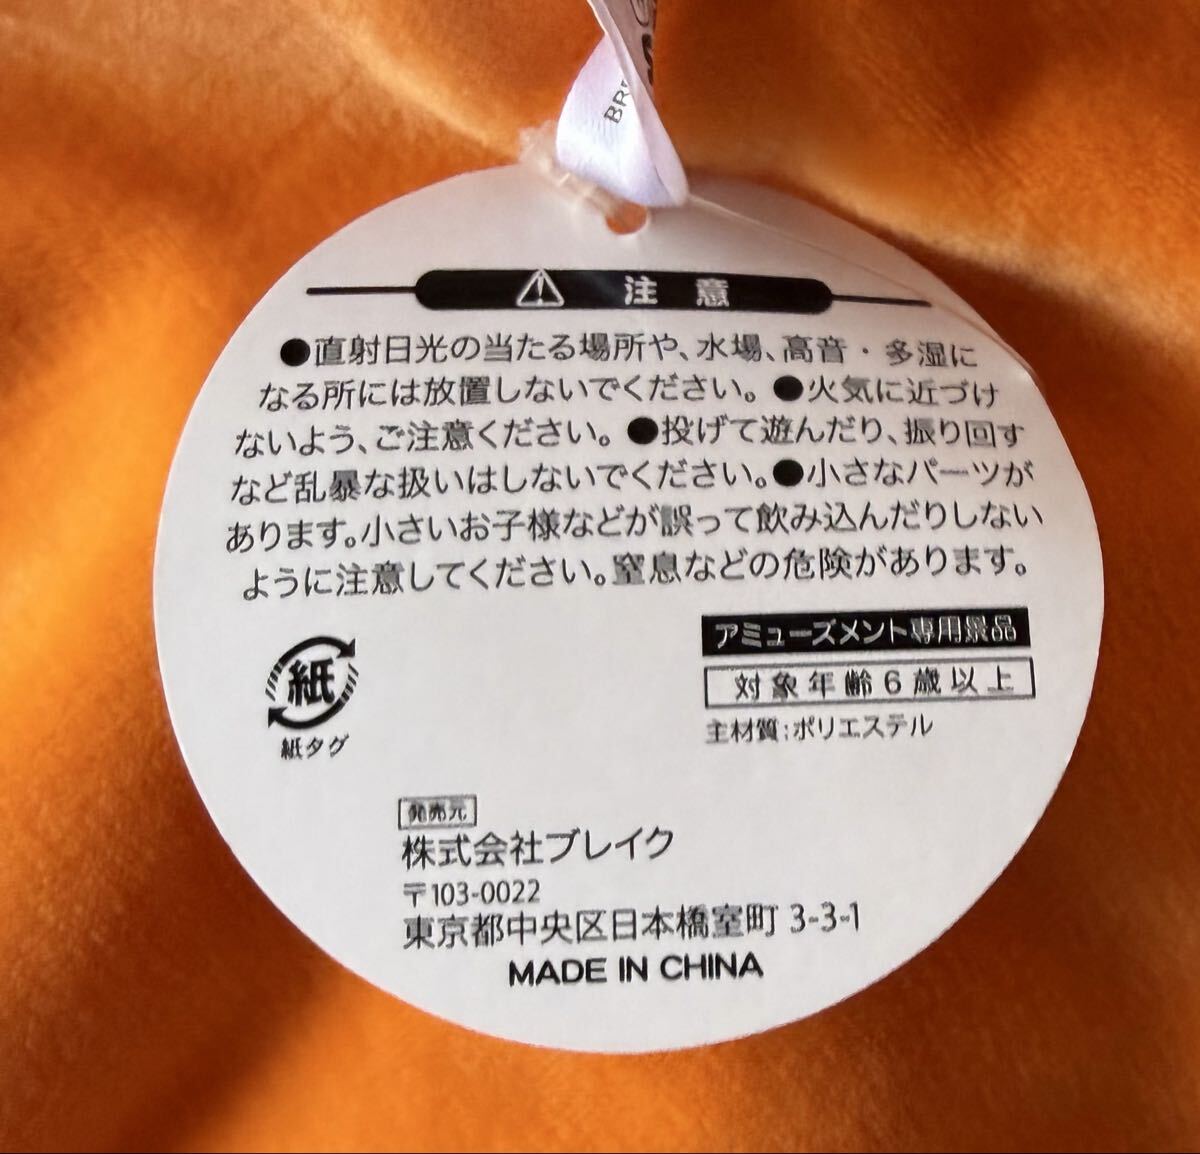 BR
注意
●直射日光の当たる場所や、水場、高音・多湿に
なる所には放置しないでください。●火気に近づけ
ないよう、ご注意ください。●投げて遊んだり、振り回す
など乱暴な扱いはしないでください。●小さなパーツが
あります。小さいお子様などが誤って飲み込んだりしない
ように注意してください。窒息などの危険があります。
アミューズメント専用景品
紙
対象年齢6歳以上
主材質:ポリエステル
紙タグ
発売元
株式会社ブレイク
〒103-0022
東京都中央区日本橋室町 3-3-1
MADE IN CHINA